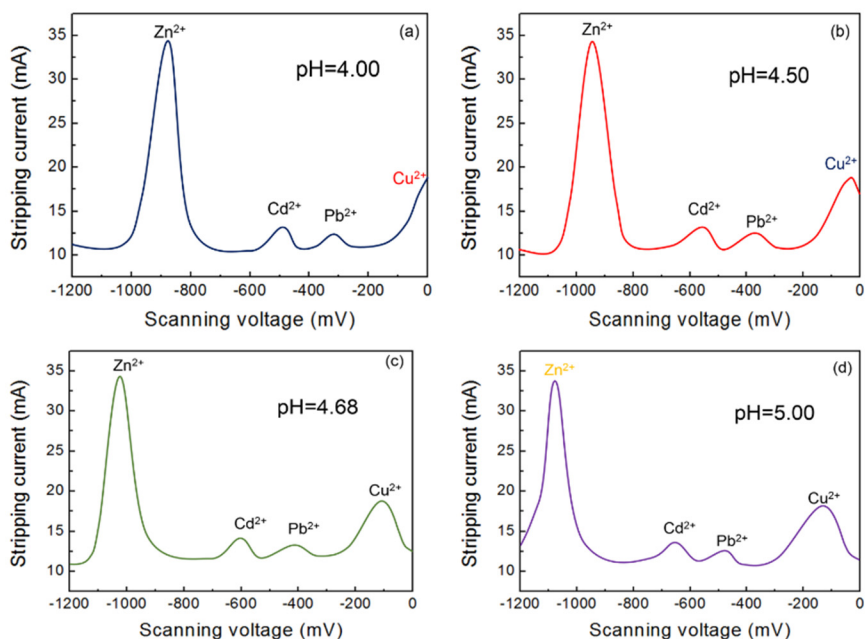 (a)
Zn²⁺
pH=4.00
Cu²⁺
Cd²⁺
Pb²⁺
35
30
25
20
15
10
Stripping current (mA)
-1200 -1000 -800 -600 -400 -200 0
Scanning voltage (mV)
(b)
Zn²⁺
pH=4.50
Cu²⁺
Cd²⁺
Pb²⁺
35
30
25
20
15
10
Stripping current (mA)
-1200 -1000 -800 -600 -400 -200 0
Scanning voltage (mV)
(c)
Zn²⁺
pH=4.68
Cu²⁺
Cd²⁺
Pb²⁺
35
30
25
20
15
10
Stripping current (mA)
-1200 -1000 -800 -600 -400 -200 0
Scanning voltage (mV)
(d)
Zn²⁺
pH=5.00
Cu²⁺
Cd²⁺
Pb²⁺
35
30
25
20
15
10
Stripping current (mA)
-1200 -1000 -800 -600 -400 -200 0
Scanning voltage (mV)